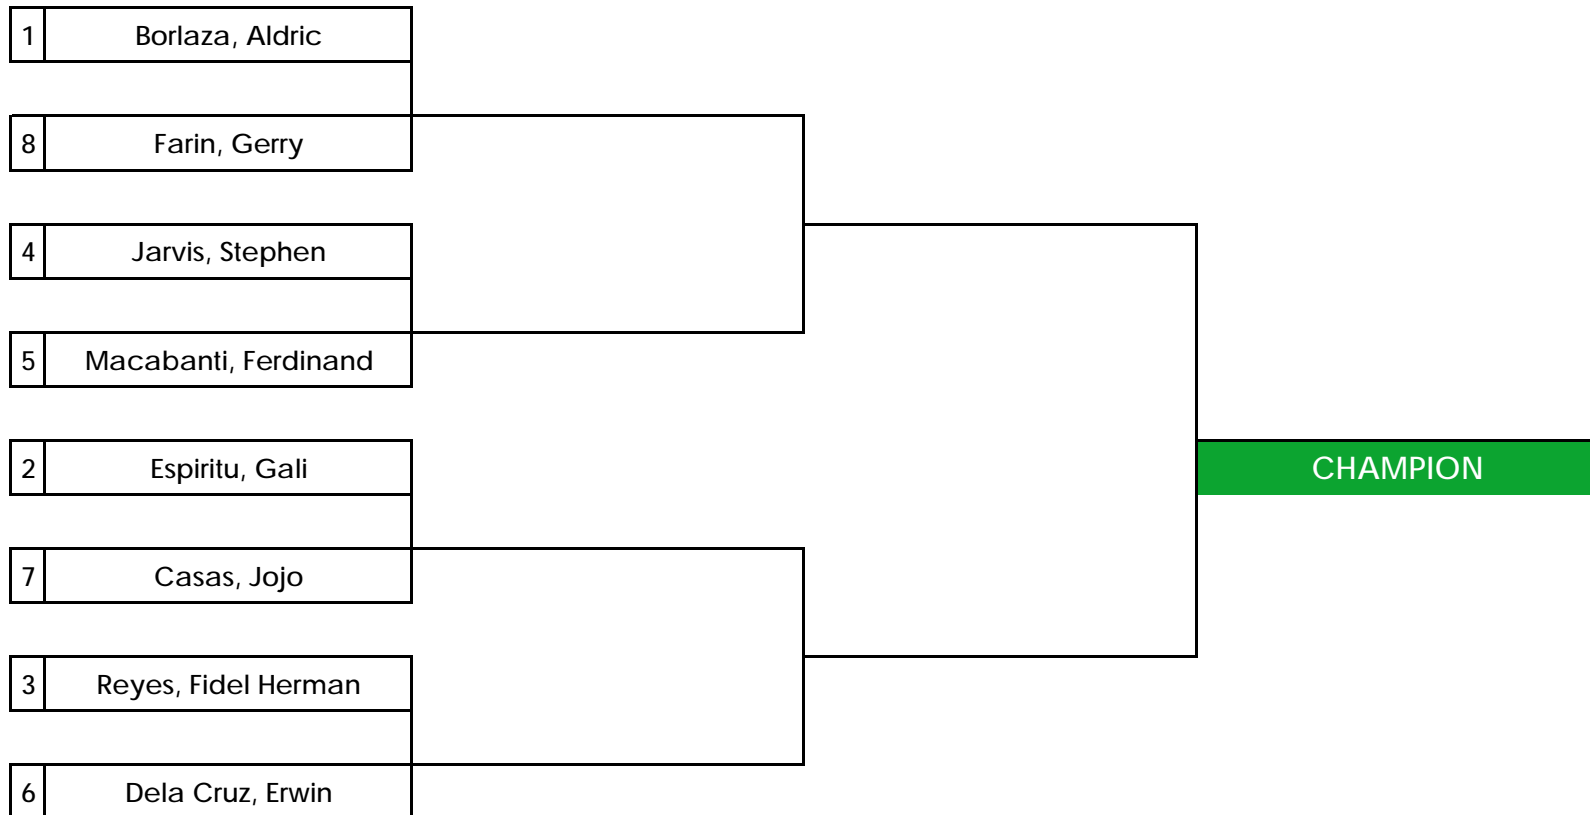 1 Borlaza, Aldric
8 Farin, Gerry
4 Jarvis, Stephen
5 Macabanti, Ferdinand
2 Espiritu, Gali
CHAMPION
7 Casas, Jojo
3 Reyes, Fidel Herman
6 Dela Cruz, Erwin